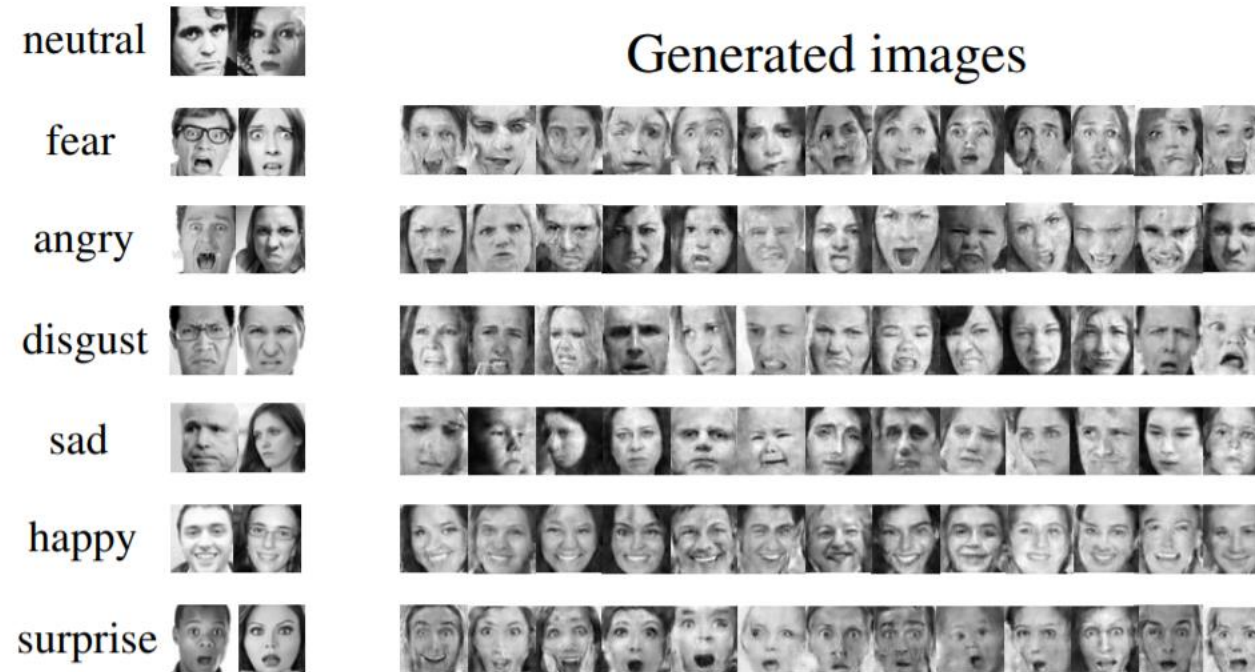 neutral
Generated images
fear
angry
disgust
sad
happy
surprise